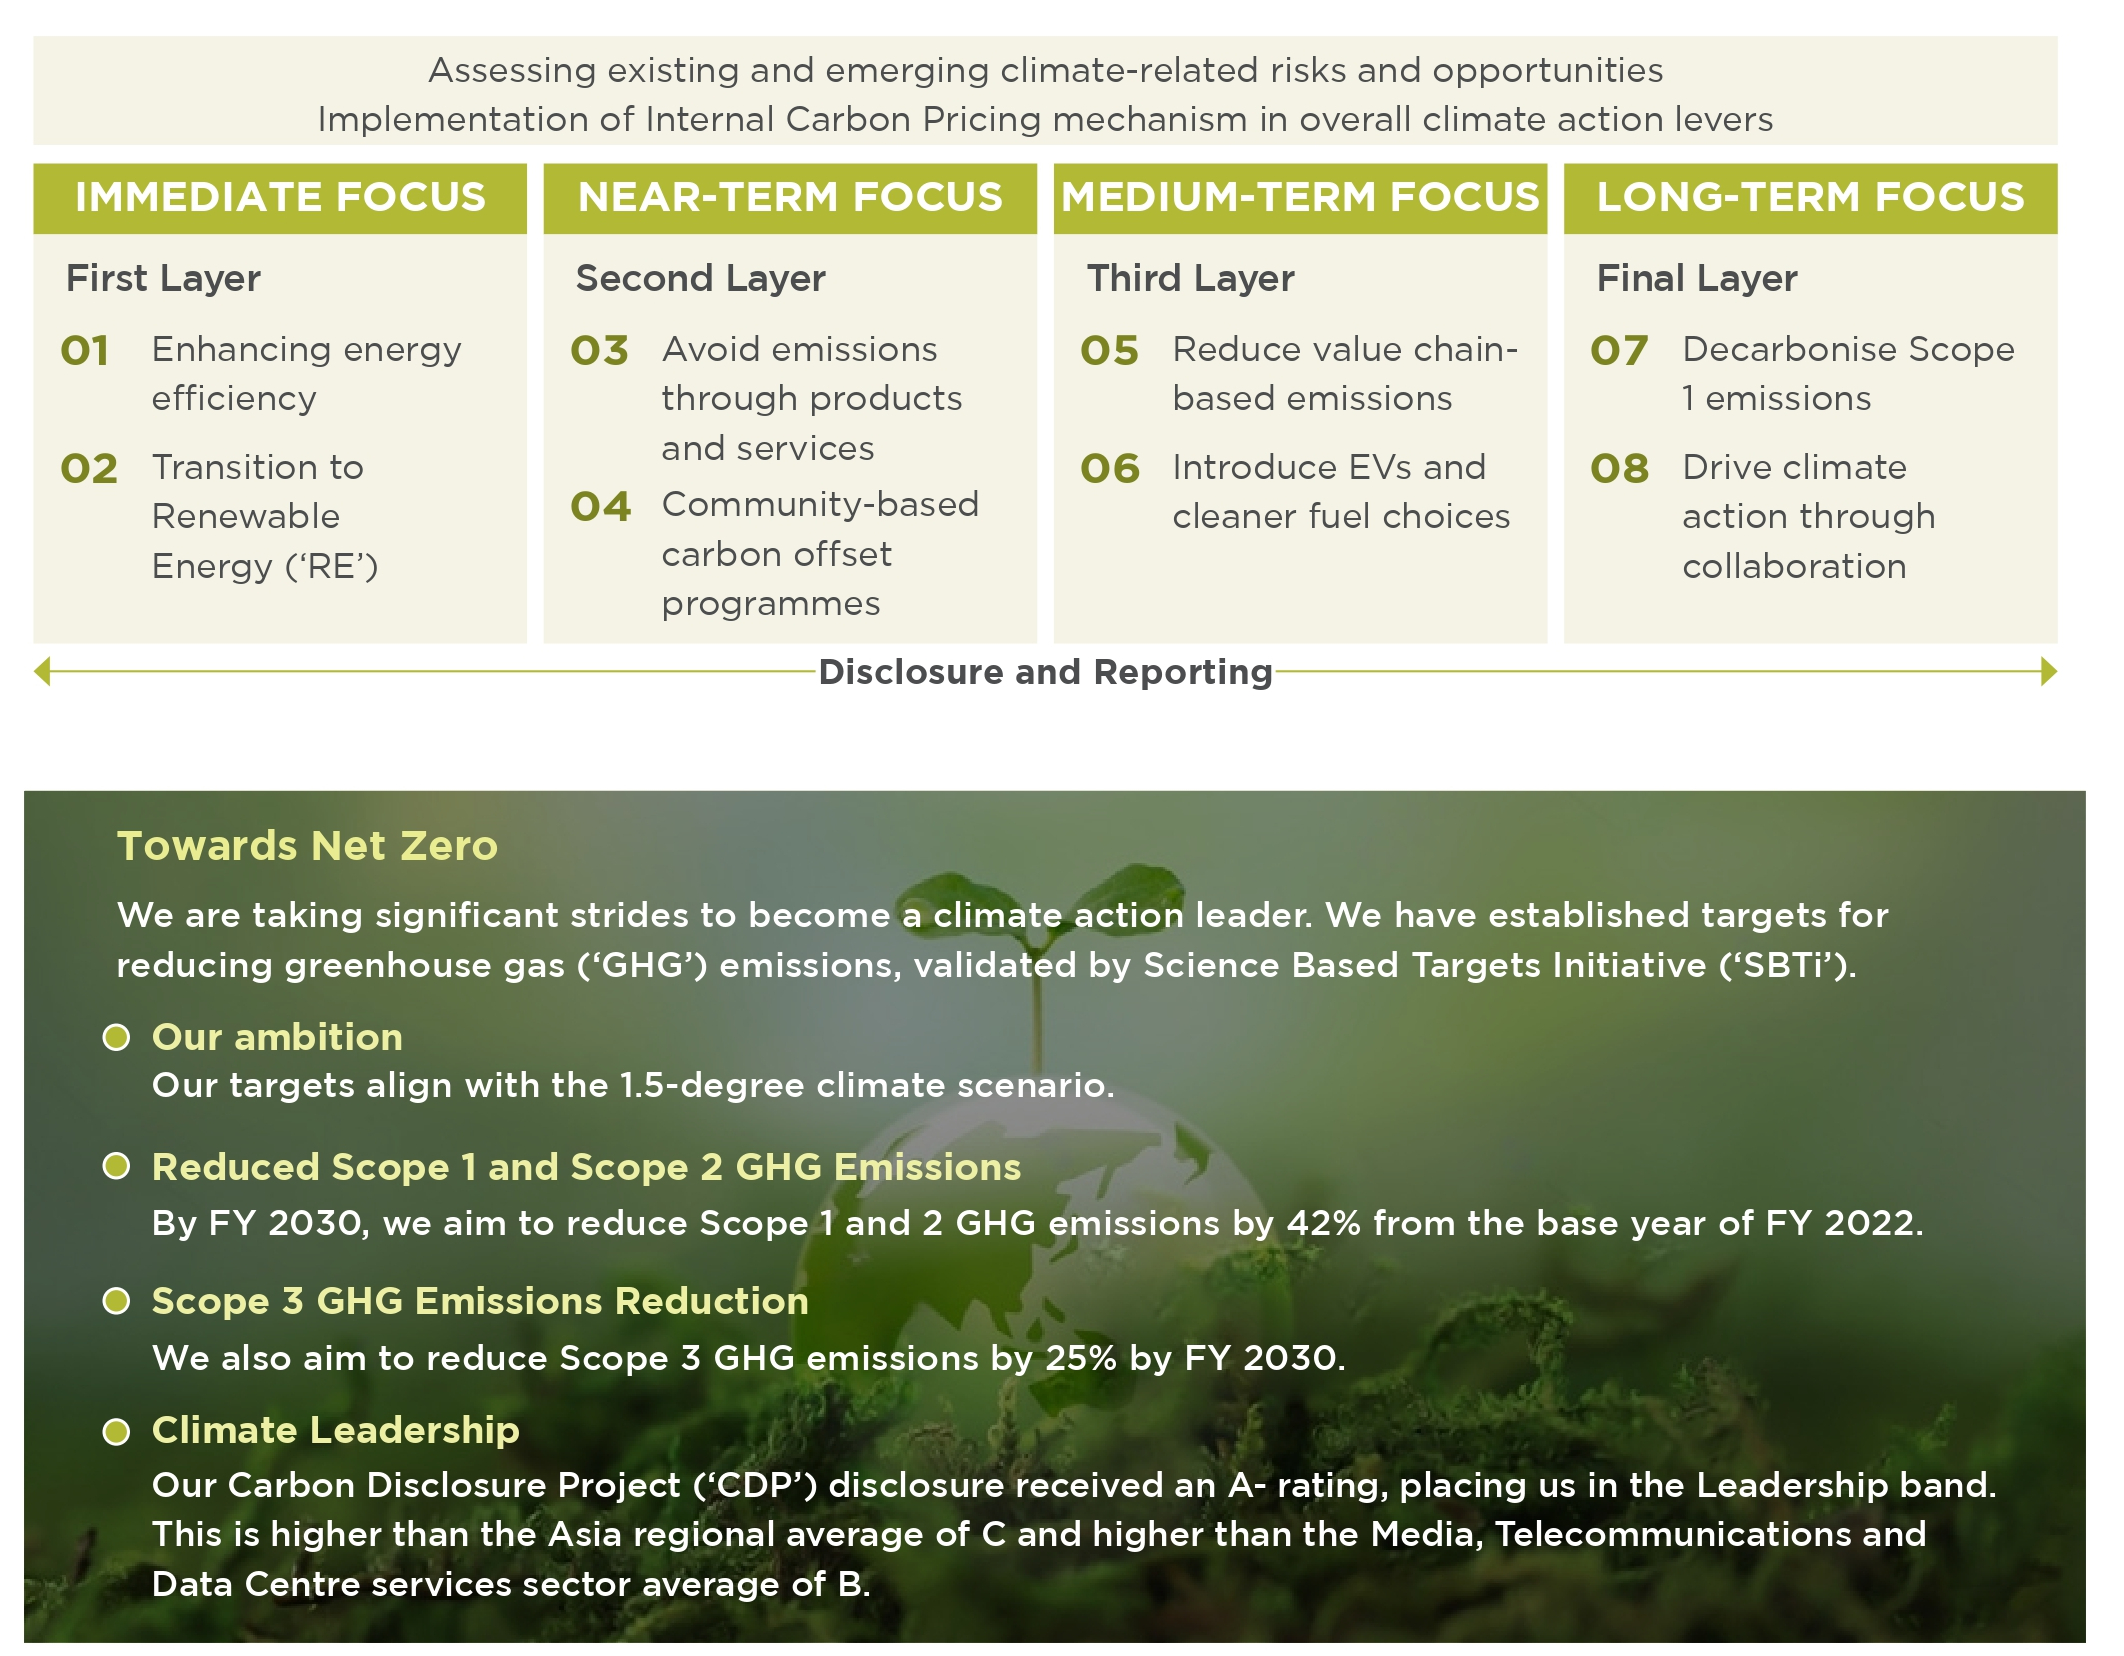 Assessing existing and emerging climate-related risks and opportunities
Implementation of Internal Carbon Pricing mechanism in overall climate action levers
IMMEDIATE FOCUS
First Layer
01 Enhancing energy
efficiency
02 Transition to
Renewable
Energy (‘RE’)
NEAR-TERM FOCUS
Second Layer
03 Avoid emissions
through products
and services
04 Community-based
carbon offset
programmes
MEDIUM-TERM FOCUS
Third Layer
05 Reduce value chain-
based emissions
06 Introduce EVs and
cleaner fuel choices
LONG-TERM FOCUS
Final Layer
07 Decarbonise Scope
1 emissions
08 Drive climate
action through
collaboration
Disclosure and Reporting
Towards Net Zero
We are taking significant strides to become a climate action leader. We have established targets for
reducing greenhouse gas (‘GHG’) emissions, validated by Science Based Targets Initiative (‘SBTi’).
Our ambition
Our targets align with the 1.5-degree climate scenario.
Reduced Scope 1 and Scope 2 GHG Emissions
By FY 2030, we aim to reduce Scope 1 and 2 GHG emissions by 42% from the base year of FY 2022.
Scope 3 GHG Emissions Reduction
We also aim to reduce Scope 3 GHG emissions by 25% by FY 2030.
Climate Leadership
Our Carbon Disclosure Project (‘CDP’) disclosure received an A- rating, placing us in the Leadership band.
This is higher than the Asia regional average of C and higher than the Media, Telecommunications and
Data Centre services sector average of B.